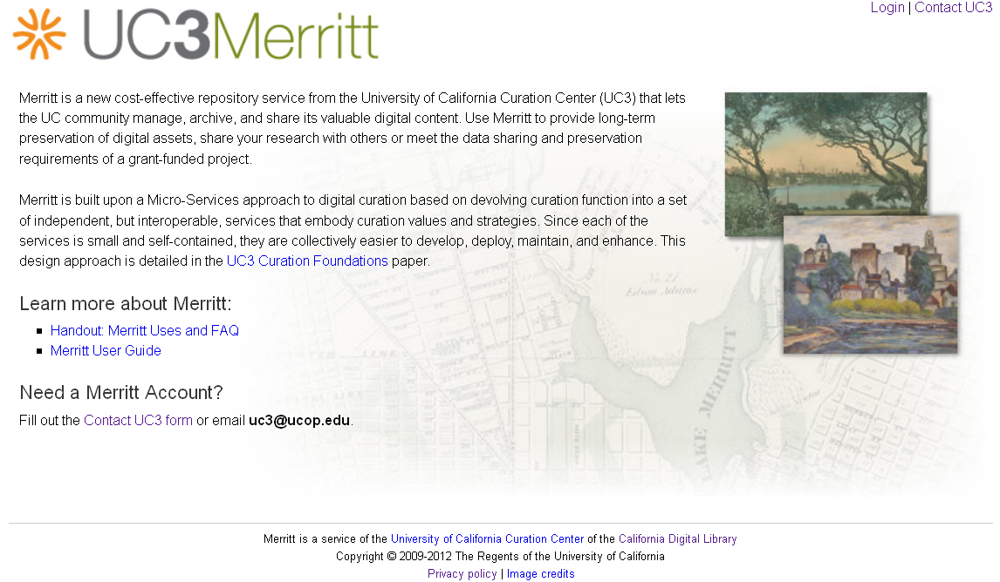 Login | Contact UC3
UC3Merritt
Merritt is a new cost-effective repository service from the University of California Curation Center (UC3) that lets
the UC community manage, archive, and share its valuable digital content. Use Merritt to provide long-term
preservation of digital assets, share your research with others or meet the data sharing and preservation
requirements of a grant-funded project.
Merritt is built upon a Micro-Services approach to digital curation based on devolving curation function into a set
of independent, but interoperable, services that embody curation values and strategies. Since each of the
services is small and self-contained, they are collectively easier to develop, deploy, maintain, and enhance. This
design approach is detailed in the UC3 Curation Foundations paper.
Edson Adams
LAKE MERRITT
Learn more about Merritt:
Handout: Merritt Uses and FAQ
Merritt User Guide
Need a Merritt Account?
Fill out the Contact UC3 form or email uc3@ucop.edu.
Merritt is a service of the University of California Curation Center of the California Digital Library
Copyright © 2009-2012 The Regents of the University of California
Privacy policy | Image credits